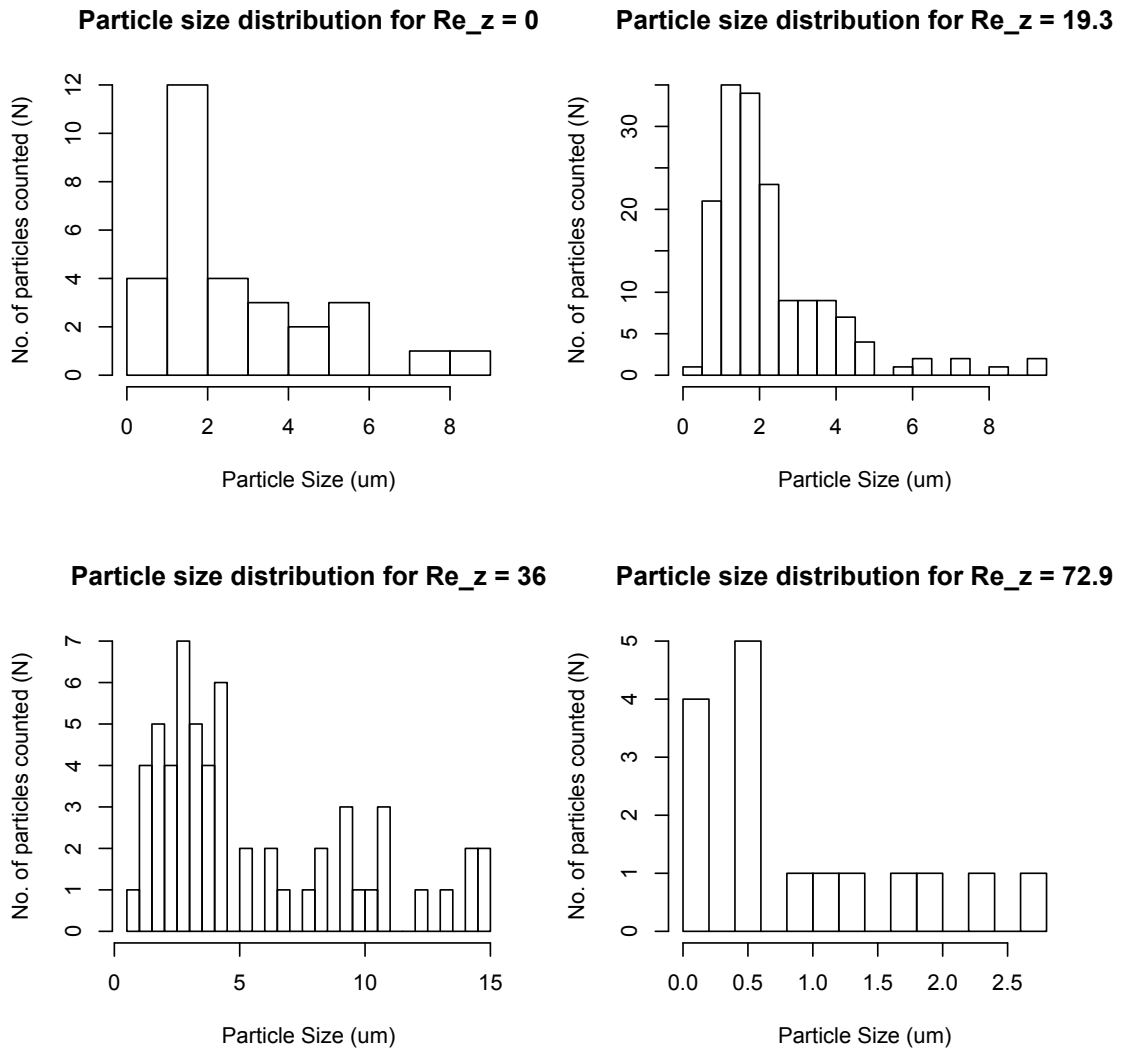 Particle size distribution for Re_z = 0
No. of particles counted (N)
12
10
8
6
4
2
0
0 2 4 6 8
Particle Size (um)
Particle size distribution for Re_z = 19.3
No. of particles counted (N)
30
20
10
5
0
0 2 4 6 8
Particle Size (um)
Particle size distribution for Re_z = 36
No. of particles counted (N)
7
6
5
4
3
2
1
0
0 5 10 15
Particle Size (um)
Particle size distribution for Re_z = 72.9
No. of particles counted (N)
5
4
3
2
1
0
0.0 0.5 1.0 1.5 2.0 2.5
Particle Size (um)